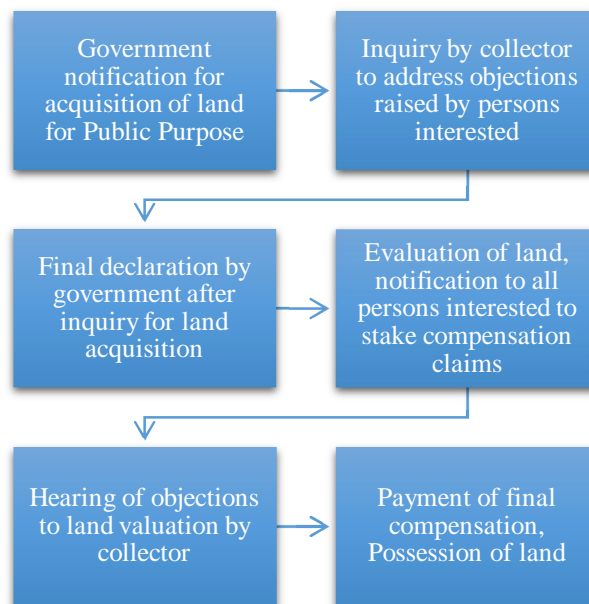 Government
notification for
acquisition of land
for Public Purpose
Inquiry by collector
to address objections
raised by persons
interested
Final declaration by
government after
inquiry for land
acquisition
Evaluation of land,
notification to all
persons interested to
stake compensation
claims
Hearing of objections
to land valuation by
collector
Payment of final
compensation,
Possession of land